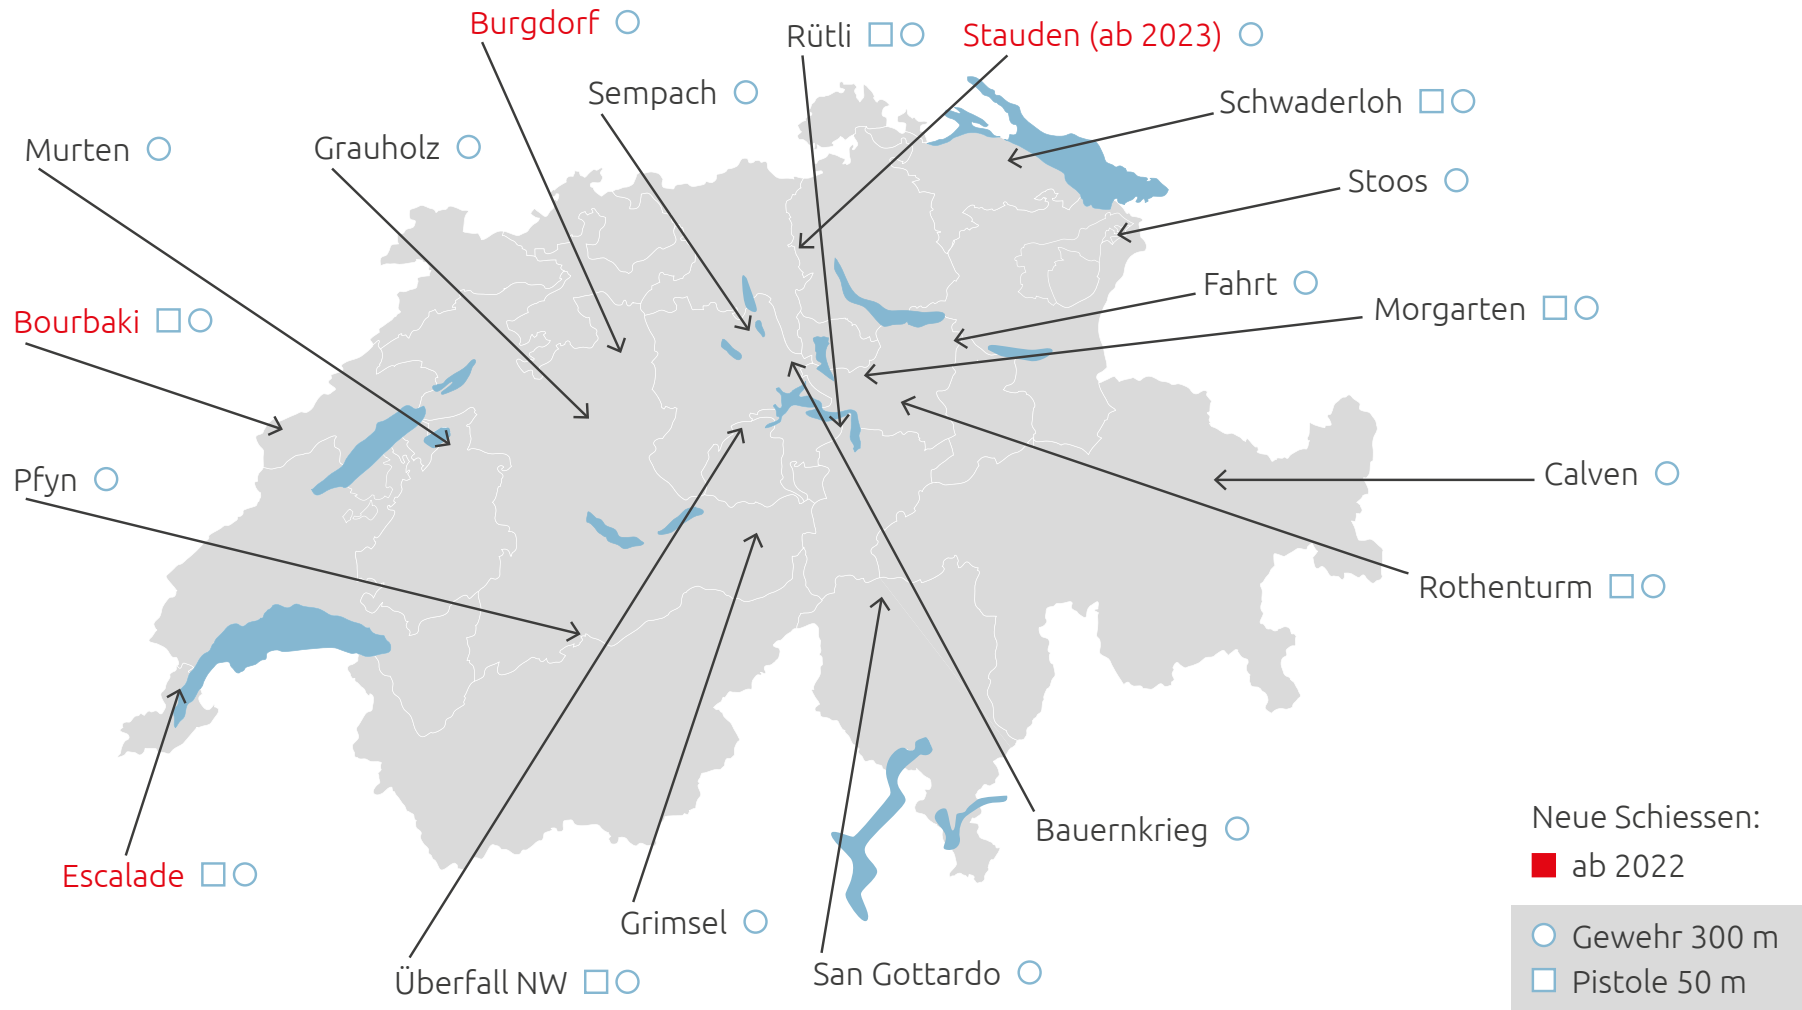 Burgdorf
Rütli
Stauden (ab 2023)
Sempach
Schwaderloh
Murten
Grauholz
Stoos
Fahrt
Morgarten
Bourbaki
Pfyn
Calven
Rothenturm
Bauernkrieg
Neue Schiessen:
ab 2022
Escalade
Grimsel
Gewehr 300 m
San Gottardo
Überfall NW
Pistole 50 m